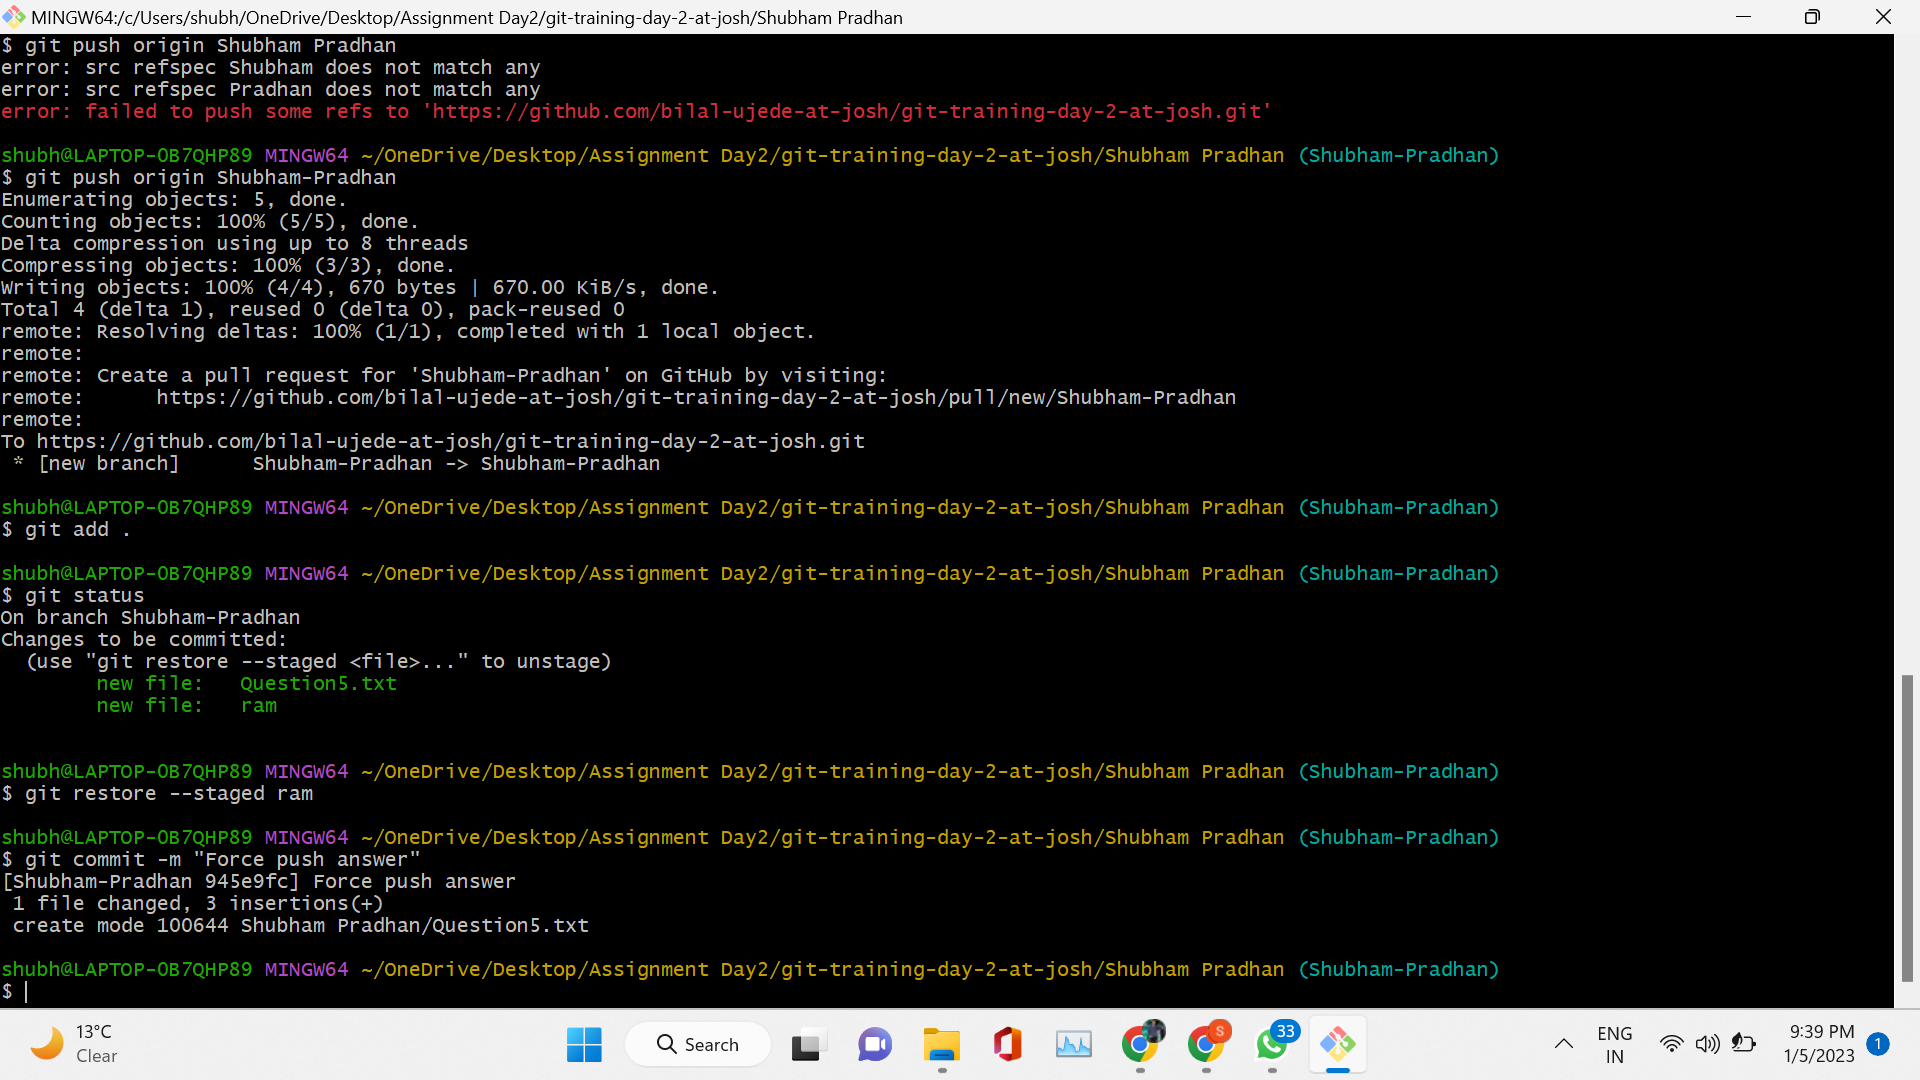 MINGW64:/c/Users/shubh/OneDrive/Desktop/Assignment Day2/git-training-day-2-at-josh/Shubham Pradhan
$ git push origin Shubham Pradhan
error: src refspec Shubham does not match any
error: src refspec Pradhan does not match any
error: failed to push some refs to 'https://github.com/bilal-ujede-at-josh/git-training-day-2-at-josh.git'
shubh@LAPTOP-OB7QHP89 MINGW64 ~/OneDrive/Desktop/Assignment Day2/git-training-day-2-at-josh/Shubham Pradhan (Shubham-Pradhan)
$ git push origin Shubham-Pradhan
Enumerating objects: 5, done.
Counting objects: 100% (5/5), done.
Delta compression using up to 8 threads
Compressing objects: 100% (3/3), done.
Writing objects: 100% (4/4), 670 bytes | 670.00 KiB/s, done.
Total 4 (delta 1), reused 0 (delta 0), pack-reused 0
remote: Resolving deltas: 100% (1/1), completed with 1 local object.
remote:
remote: Create a pull request for 'Shubham-Pradhan' on GitHub by visiting:
remote:      https://github.com/bilal-ujede-at-josh/git-training-day-2-at-josh/pull/new/Shubham-Pradhan
remote:
To https://github.com/bilal-ujede-at-josh/git-training-day-2-at-josh.git
 * [new branch]      Shubham-Pradhan -> Shubham-Pradhan
shubh@LAPTOP-OB7QHP89 MINGW64 ~/OneDrive/Desktop/Assignment Day2/git-training-day-2-at-josh/Shubham Pradhan (Shubham-Pradhan)
$ git add .
shubh@LAPTOP-OB7QHP89 MINGW64 ~/OneDrive/Desktop/Assignment Day2/git-training-day-2-at-josh/Shubham Pradhan (Shubham-Pradhan)
$ git status
On branch Shubham-Pradhan
Changes to be committed:
  (use "git restore --staged <file>..." to unstage)
        new file:   Question5.txt
        new file:   ram
shubh@LAPTOP-OB7QHP89 MINGW64 ~/OneDrive/Desktop/Assignment Day2/git-training-day-2-at-josh/Shubham Pradhan (Shubham-Pradhan)
$ git restore --staged ram
shubh@LAPTOP-OB7QHP89 MINGW64 ~/OneDrive/Desktop/Assignment Day2/git-training-day-2-at-josh/Shubham Pradhan (Shubham-Pradhan)
$ git commit -m "Force push answer"
[Shubham-Pradhan 945e9fc] Force push answer
 1 file changed, 3 insertions(+)
 create mode 100644 Shubham Pradhan/Question5.txt
shubh@LAPTOP-OB7QHP89 MINGW64 ~/OneDrive/Desktop/Assignment Day2/git-training-day-2-at-josh/Shubham Pradhan (Shubham-Pradhan)
$
13°C
Clear
Search
S
33
ENG
IN
9:39 PM
1/5/2023
1